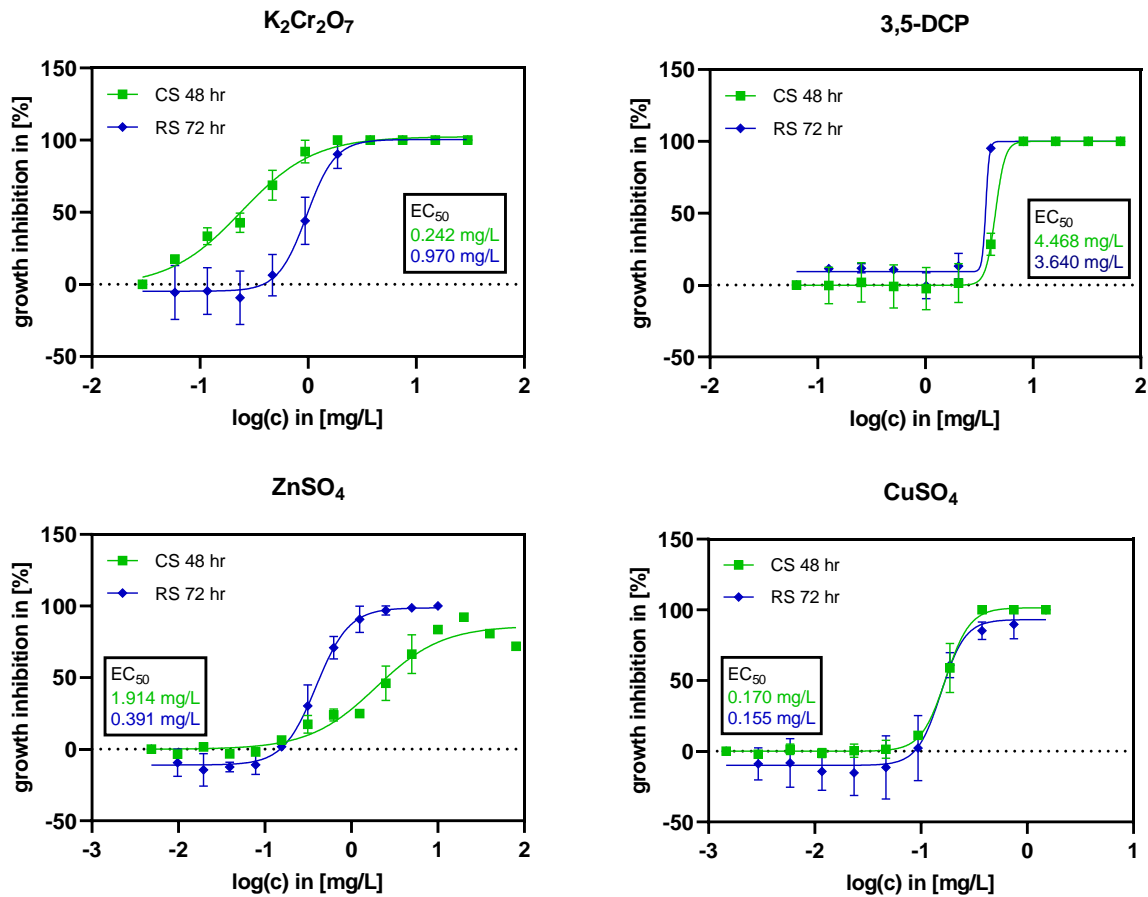 K2Cr2O7
growth inhibition in [%]
150
100
50
0
-50
CS 48 hr
RS 72 hr
EC50
0.242 mg/L
0.970 mg/L
-2
-1
0
1
2
log(c) in [mg/L]
3,5-DCP
growth inhibition in [%]
150
100
50
0
-50
CS 48 hr
RS 72 hr
EC50
4.468 mg/L
3.640 mg/L
-2
-1
0
1
2
log(c) in [mg/L]
ZnSO4
growth inhibition in [%]
150
100
50
0
-50
CS 48 hr
RS 72 hr
EC50
1.914 mg/L
0.391 mg/L
-3
-2
-1
0
1
2
log(c) in [mg/L]
CuSO4
growth inhibition in [%]
150
100
50
0
-50
CS 48 hr
RS 72 hr
EC50
0.170 mg/L
0.155 mg/L
-3
-2
-1
0
1
log(c) in [mg/L]